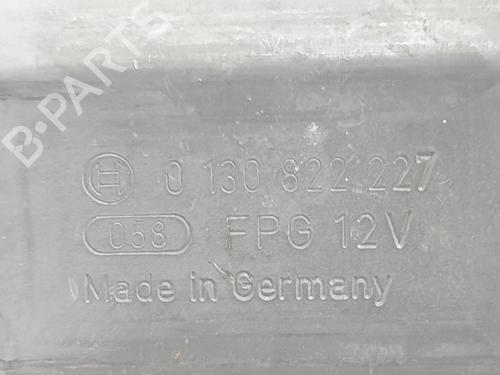 B-PARTS
0 130 822 227
058 FPG 12V
Made in Germany